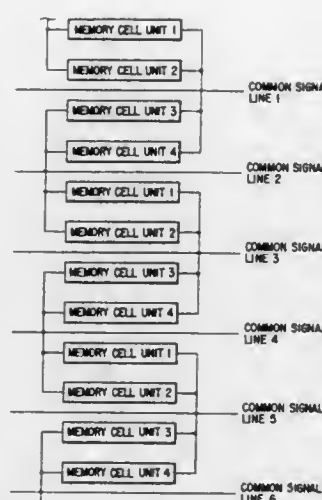 MEMORY CELL UNIT 1
MEMORY CELL UNIT 2
COMMON SIGNAL
LINE 1
MEMORY CELL UNIT 3
MEMORY CELL UNIT 4
COMMON SIGNAL
LINE 2
MEMORY CELL UNIT 1
MEMORY CELL UNIT 2
COMMON SIGNAL
LINE 3
MEMORY CELL UNIT 3
MEMORY CELL UNIT 4
COMMON SIGNAL
LINE 4
MEMORY CELL UNIT 1
MEMORY CELL UNIT 2
COMMON SIGNAL
LINE 5
MEMORY CELL UNIT 3
MEMORY CELL UNIT 4
COMMON SIGNAL
LINE 6